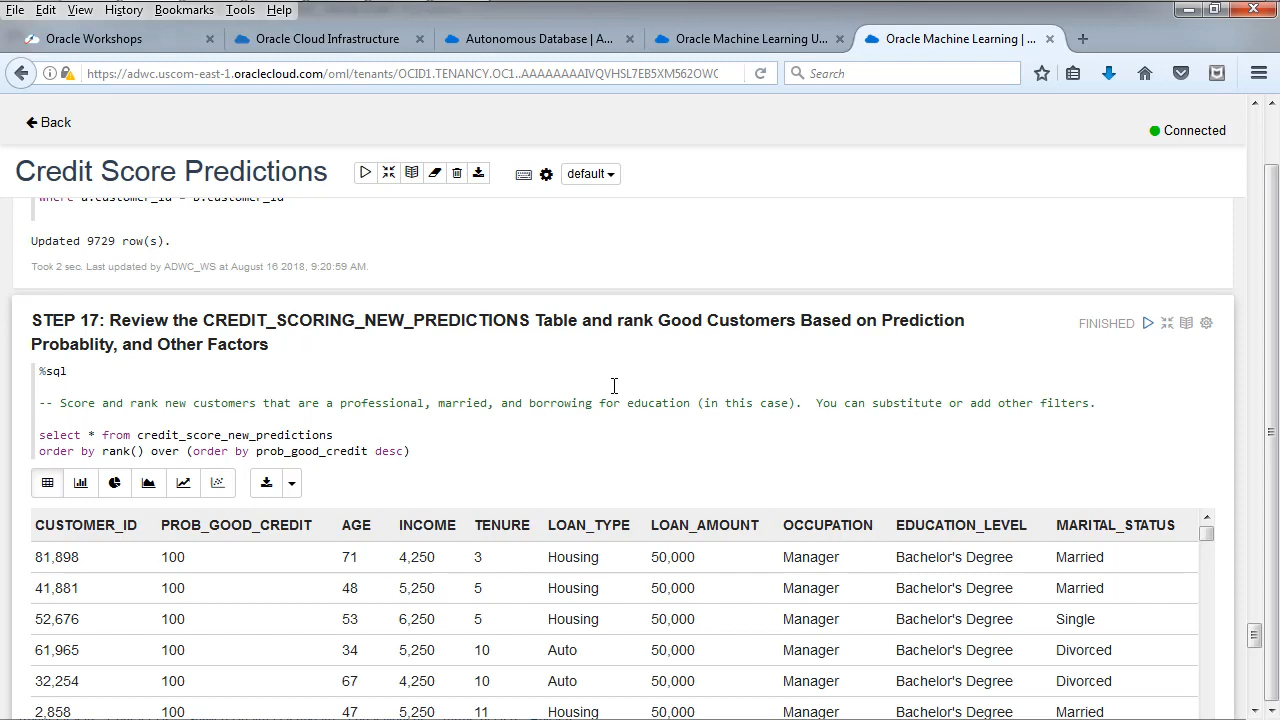 File Edit View History Bookmarks Tools Help
Oracle Workshops Oracle Cloud Infrastructure Autonomous Database | A... Oracle Machine Learning U... Oracle Machine Learning | ...
https://adwc.uscom-east-1.oraclecloud.com/oml/tenants/OCID1.TENANCY OC1..AAAAAAAAIVQVHSL7EB5XM562OWC Search
Back
Connected
Credit Score Predictions default
where a.customer_id = b.customer_id
Updated 9729 row(s).
Took 2 sec. Last updated by ADWC_WS at August 16 2018, 9:20:59 AM.
STEP 17: Review the CREDIT_SCORING_NEW_PREDICTIONS Table and rank Good Customers Based on Prediction
Probablity, and Other Factors
FINISHED
%sql
-- Score and rank new customers that are a professional, married, and borrowing for education (in this case).  You can substitute or add other filters.
select * from credit_score_new_predictions
order by rank() over (order by prob_good_credit desc)
CUSTOMER_ID PROB_GOOD_CREDIT AGE INCOME TENURE LOAN_TYPE LOAN_AMOUNT OCCUPATION EDUCATION_LEVEL MARITAL_STATUS
81,898 100 71 4,250 3 Housing 50,000 Manager Bachelor's Degree Married
41,881 100 48 5,250 5 Housing 50,000 Manager Bachelor's Degree Married
52,676 100 53 6,250 5 Housing 50,000 Manager Bachelor's Degree Single
61,965 100 34 5,250 10 Auto 50,000 Manager Bachelor's Degree Divorced
32,254 100 67 4,250 10 Auto 50,000 Manager Bachelor's Degree Divorced
2,858 100 47 5,250 11 Housing 50,000 Manager Bachelor's Degree Married